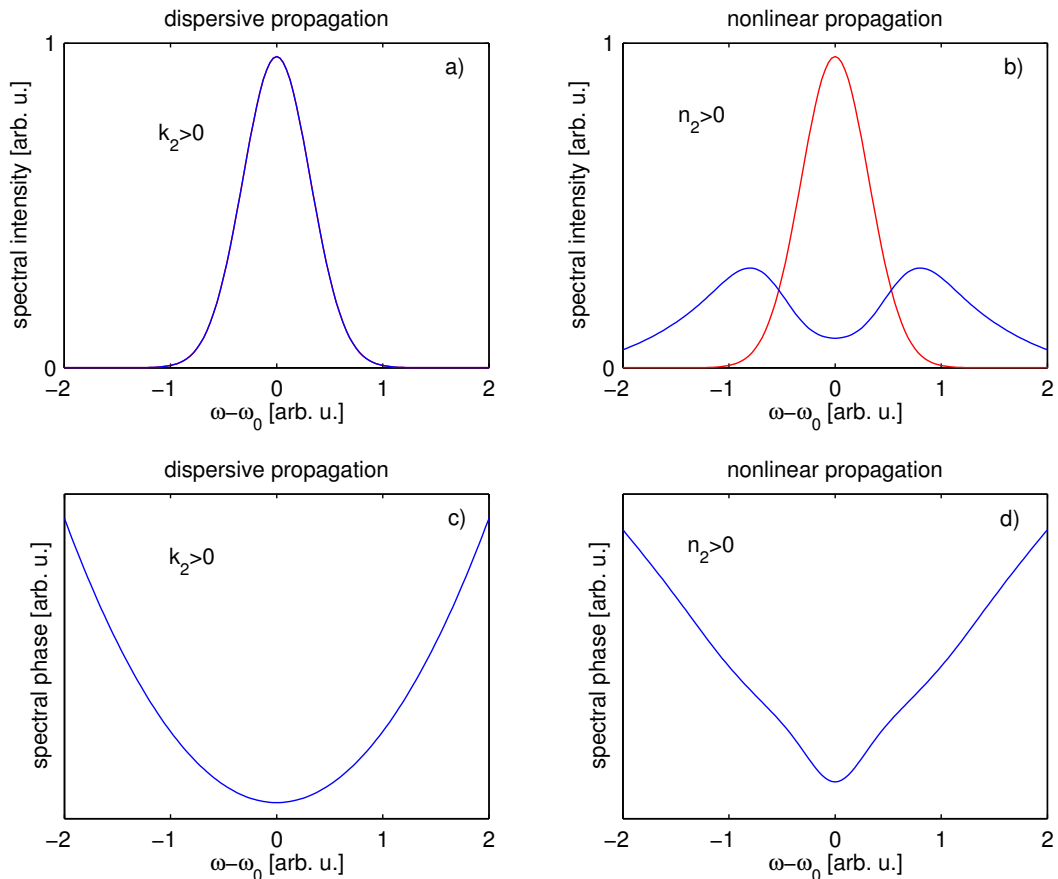 dispersive propagation
1
a)
k2>0
spectral intensity [arb. u.]
0
−2
−1
0
1
2
ω−ω0 [arb. u.]
nonlinear propagation
1
b)
n2>0
spectral intensity [arb. u.]
0
−2
−1
0
1
2
ω−ω0 [arb. u.]
dispersive propagation
c)
k2>0
spectral phase [arb. u.]
−2
−1
0
1
2
ω−ω0 [arb. u.]
nonlinear propagation
d)
n2>0
spectral phase [arb. u.]
−2
−1
0
1
2
ω−ω0 [arb. u.]